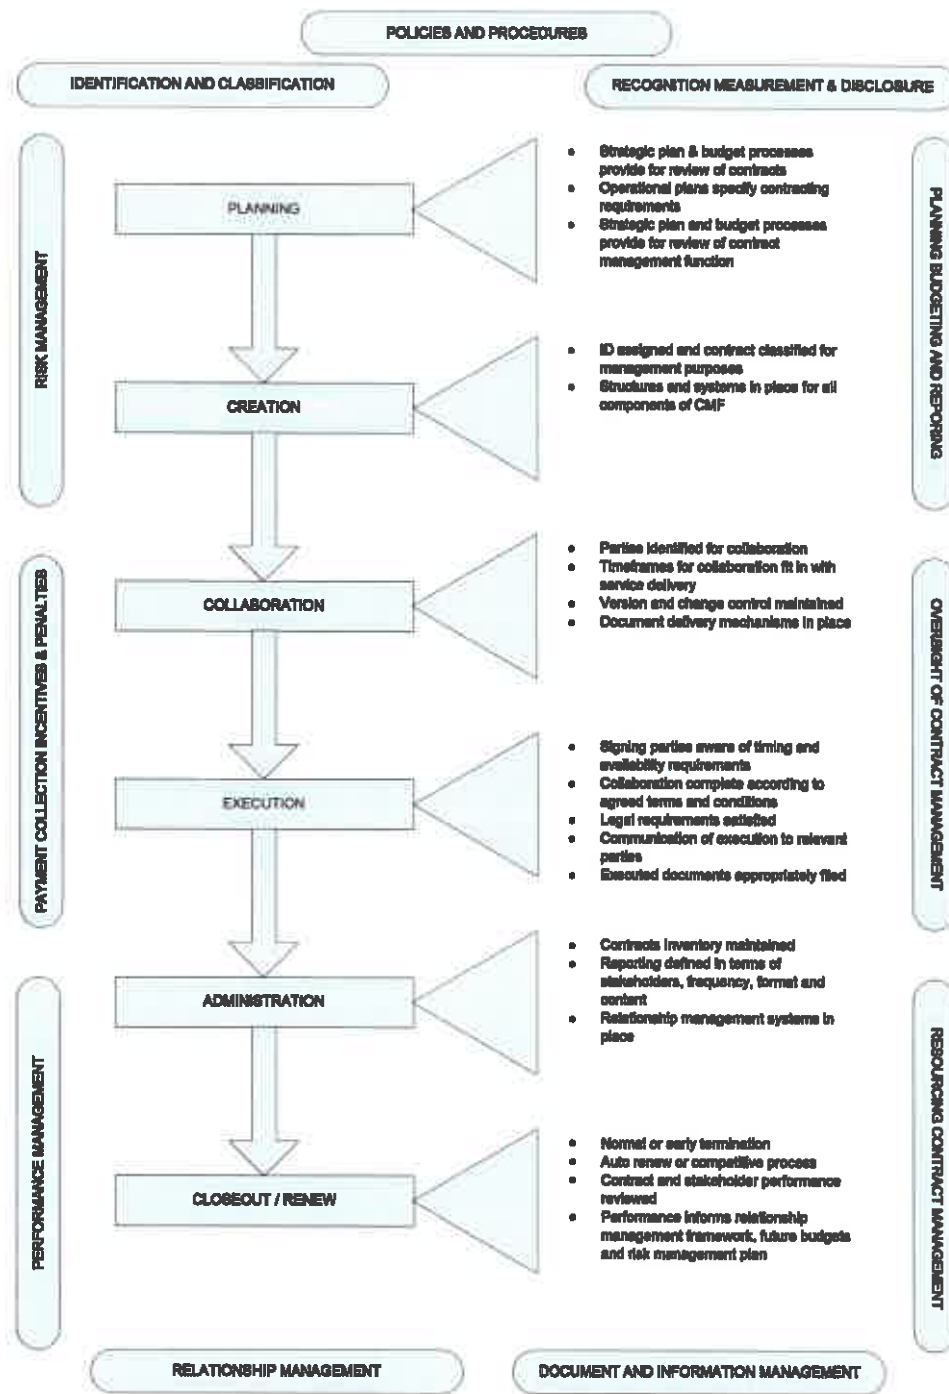 POLICIES AND PROCEDURES
IDENTIFICATION AND CLASSIFICATION
RECOGNITION MEASUREMENT & DISCLOSURE
RISK MANAGEMENT
PLANNING
• Strategic plan & budget processes
provide for review of contracts
• Operational plans specify contracting
requirements
• Strategic plan and budget processes
provide for review of contract
management function
PLANNING BUDGETING AND REPORING
CREATION
• ID assigned and contract classified for
management purposes
• Structures and systems in place for all
components of CMF
PAYMENT COLLECTION INCENTIVES & PENALTIES
COLLABORATION
• Parties identified for collaboration
• Timeframes for collaboration fit in with
service delivery
• Version and change control maintained
• Document delivery mechanisms in place
OVERSIGHT OF CONTRACT MANAGEMENT
EXECUTION
• Signing parties aware of timing and
availability requirements
• Collaboration complete according to
agreed terms and conditions
• Legal requirements satisfied
• Communication of execution to relevant
parties
• Executed documents appropriately filed
PERFORMANCE MANAGEMENT
ADMINISTRATION
• Contracts inventory maintained
• Reporting defined in terms of
stakeholders, frequency, format and
content
• Relationship management systems in
place
RESOURCING CONTRACT MANAGEMENT
CLOSEOUT / RENEW
• Normal or early termination
• Auto renew or competitive process
• Contract and stakeholder performance
reviewed
• Performance informs relationship
management framework, future budgets
and risk management plan
RELATIONSHIP MANAGEMENT
DOCUMENT AND INFORMATION MANAGEMENT